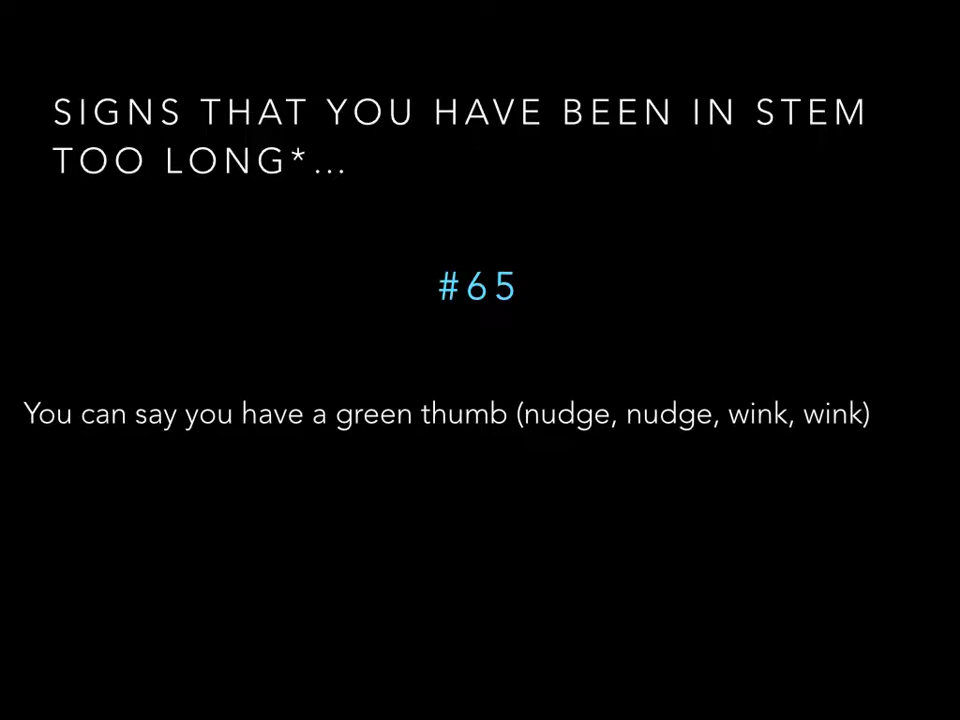 SIGNS THAT YOU HAVE BEEN IN STEM
TOO LONG*...
#65
You can say you have a green thumb (nudge, nudge, wink, wink)